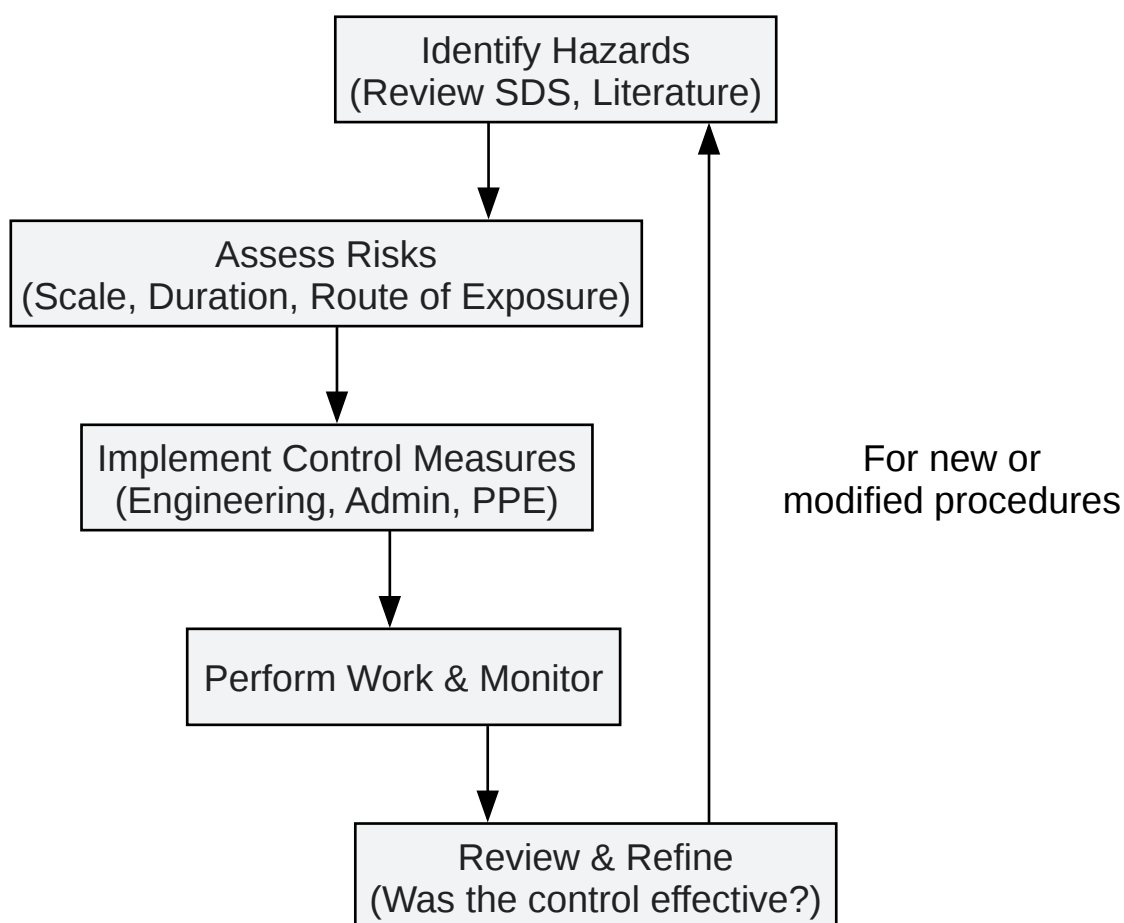 Identify Hazards
(Review SDS, Literature)
Assess Risks
(Scale, Duration, Route of Exposure)
Implement Control Measures
(Engineering, Admin, PPE)
For new or
modified procedures
Perform Work & Monitor
Review & Refine
(Was the control effective?)